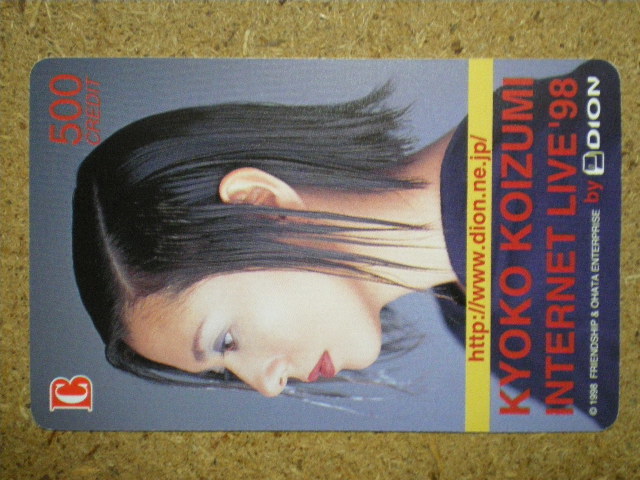 500
CREDIT
http://www.dion.ne.jp/
KYOKO KOIZUMI
INTERNET LIVE '98
by DION
© 1998 FRIENDSHIP & OHATA ENTERPRISE